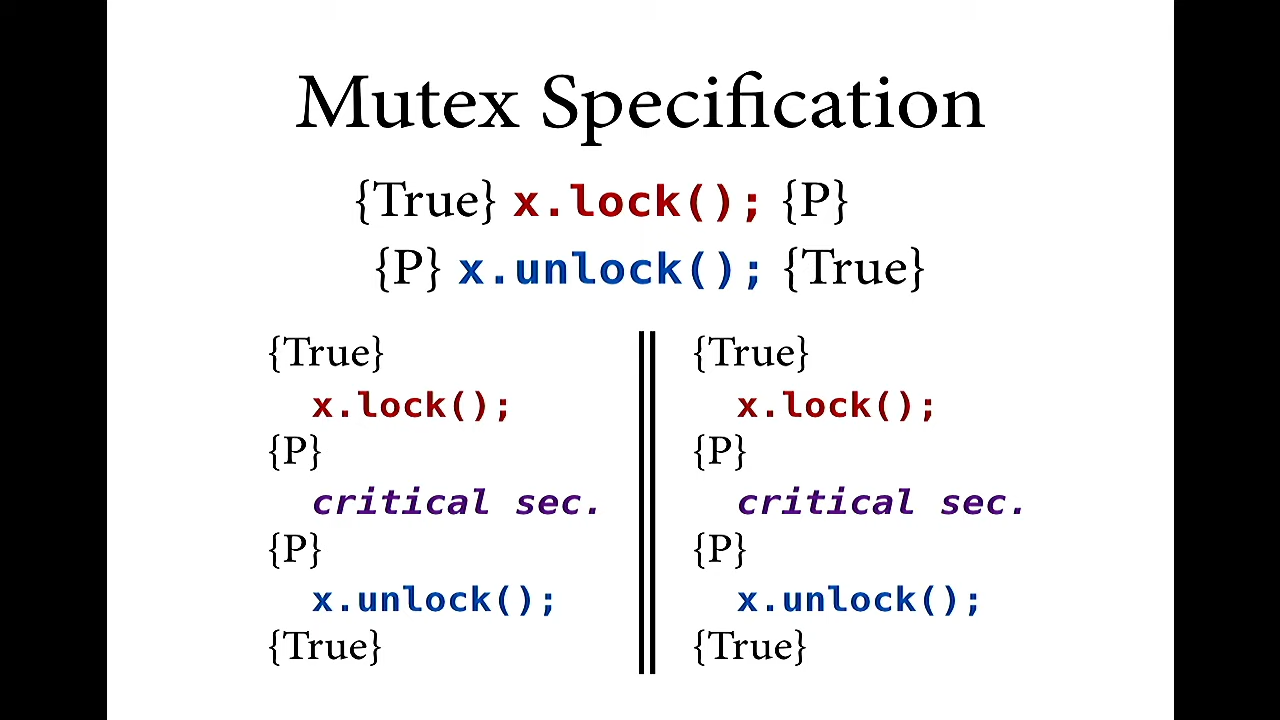 Mutex Specification
{True} x.lock(); {P}
{P} x.unlock(); {True}
{True}
x.lock();
{P}
critical sec.
{P}
x.unlock();
{True}
{True}
x.lock();
{P}
critical sec.
{P}
x.unlock();
{True}